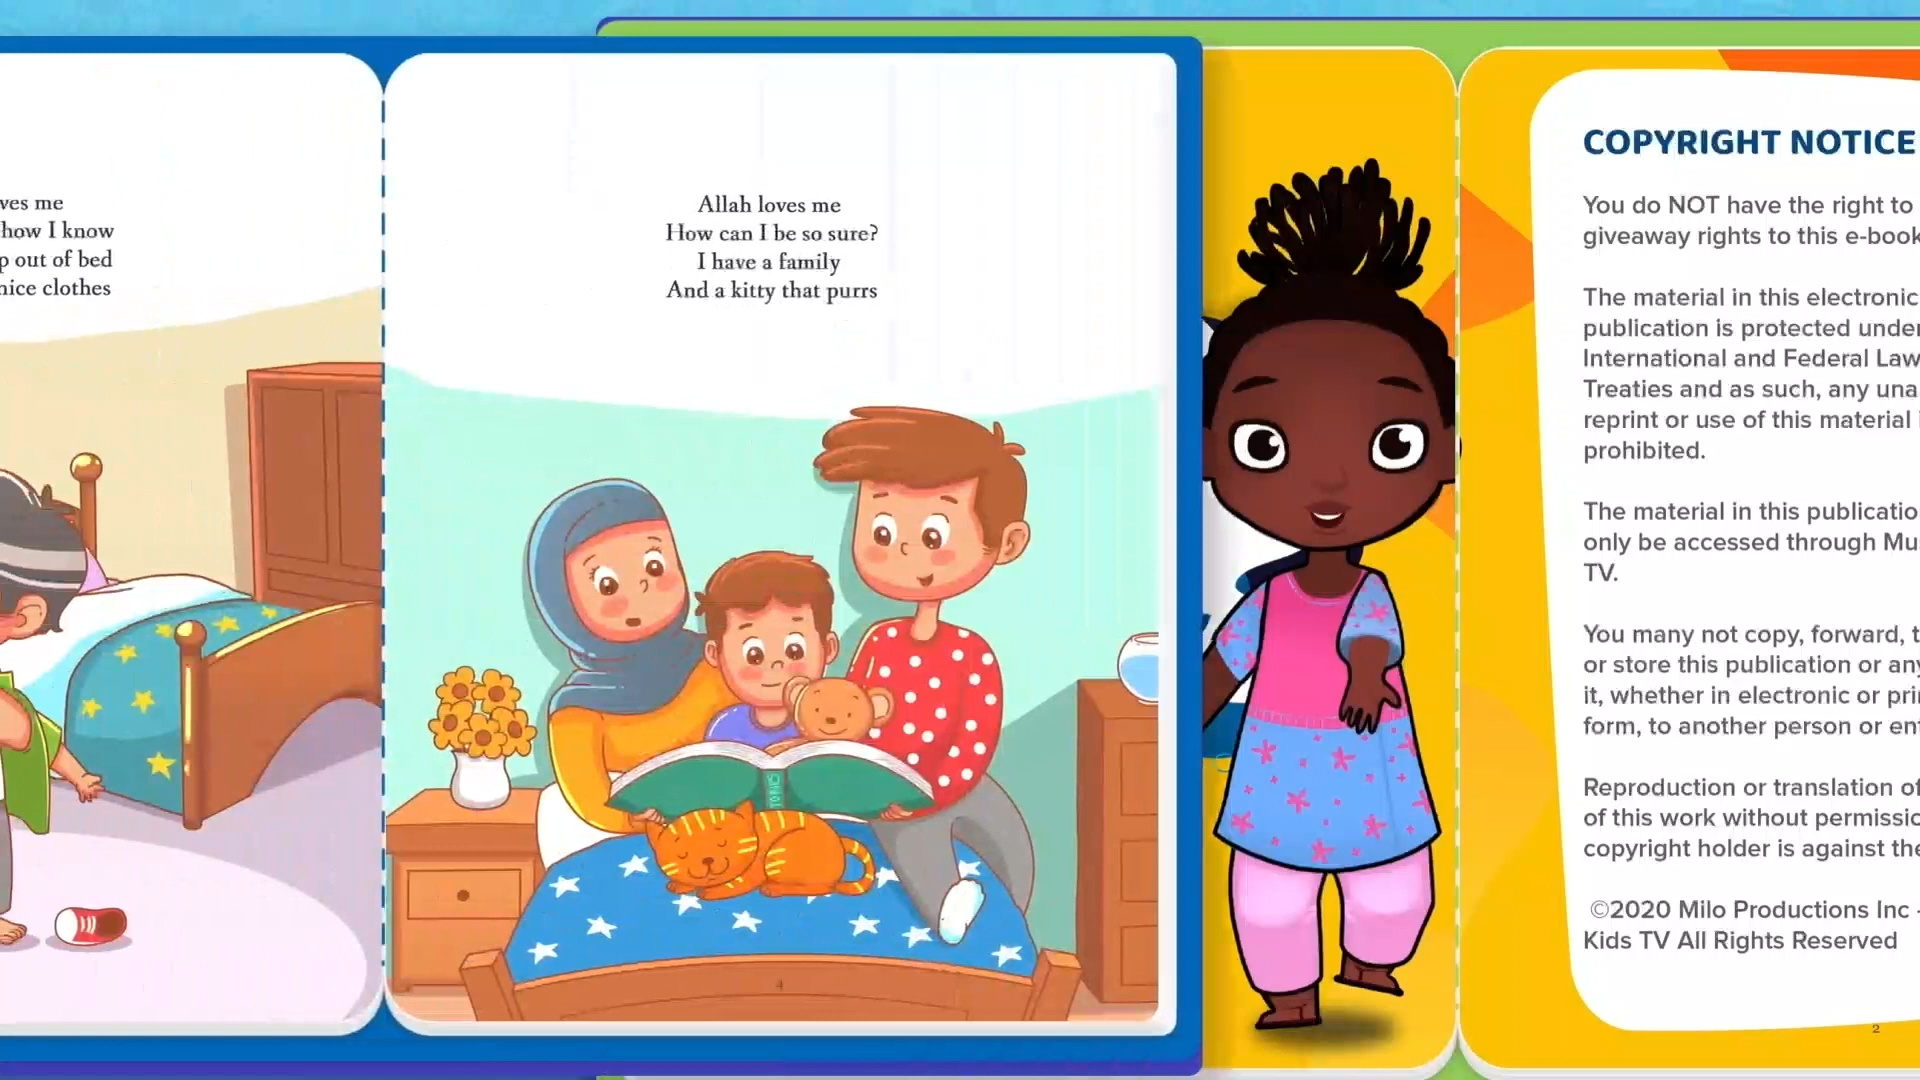 ves me
how I know
p out of bed
nice clothes
Allah loves me
How can I be so sure?
I have a family
And a kitty that purrs
4
COPYRIGHT NOTICE
You do NOT have the right to
giveaway rights to this e-book
The material in this electronic
publication is protected under
International and Federal Law
Treaties and as such, any una
reprint or use of this material i
prohibited.
The material in this publicatio
only be accessed through Mu
TV.
You many not copy, forward, t
or store this publication or any
it, whether in electronic or prin
form, to another person or ent
Reproduction or translation of
of this work without permissio
copyright holder is against the
©2020 Milo Productions Inc -
Kids TV All Rights Reserved
2